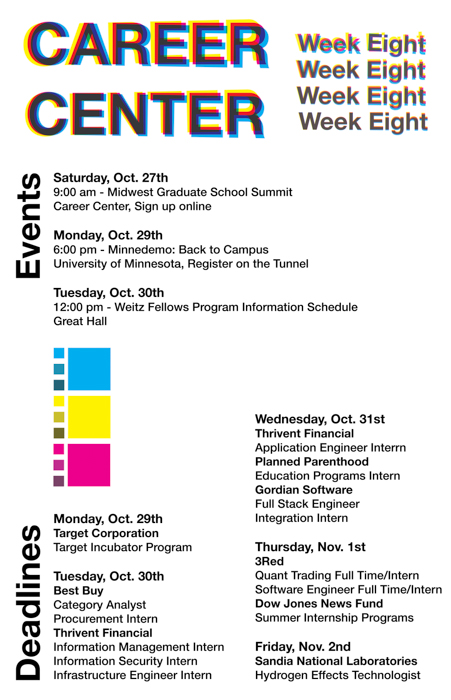 CAREER
CENTER
Week Eight
Week Eight
Week Eight
Week Eight
Events
Saturday, Oct. 27th
9:00 am - Midwest Graduate School Summit
Career Center, Sign up online
Monday, Oct. 29th
6:00 pm - Minnedemo: Back to Campus
University of Minnesota, Register on the Tunnel
Tuesday, Oct. 30th
12:00 pm - Weitz Fellows Program Information Schedule
Great Hall
Deadlines
Monday, Oct. 29th
Target Corporation
Target Incubator Program
Tuesday, Oct. 30th
Best Buy
Category Analyst
Procurement Intern
Thrivent Financial
Information Management Intern
Information Security Intern
Infrastructure Engineer Intern
Wednesday, Oct. 31st
Thrivent Financial
Application Engineer Interrn
Planned Parenthood
Education Programs Intern
Gordian Software
Full Stack Engineer
Integration Intern
Thursday, Nov. 1st
3Red
Quant Trading Full Time/Intern
Software Engineer Full Time/Intern
Dow Jones News Fund
Summer Internship Programs
Friday, Nov. 2nd
Sandia National Laboratories
Hydrogen Effects Technologist